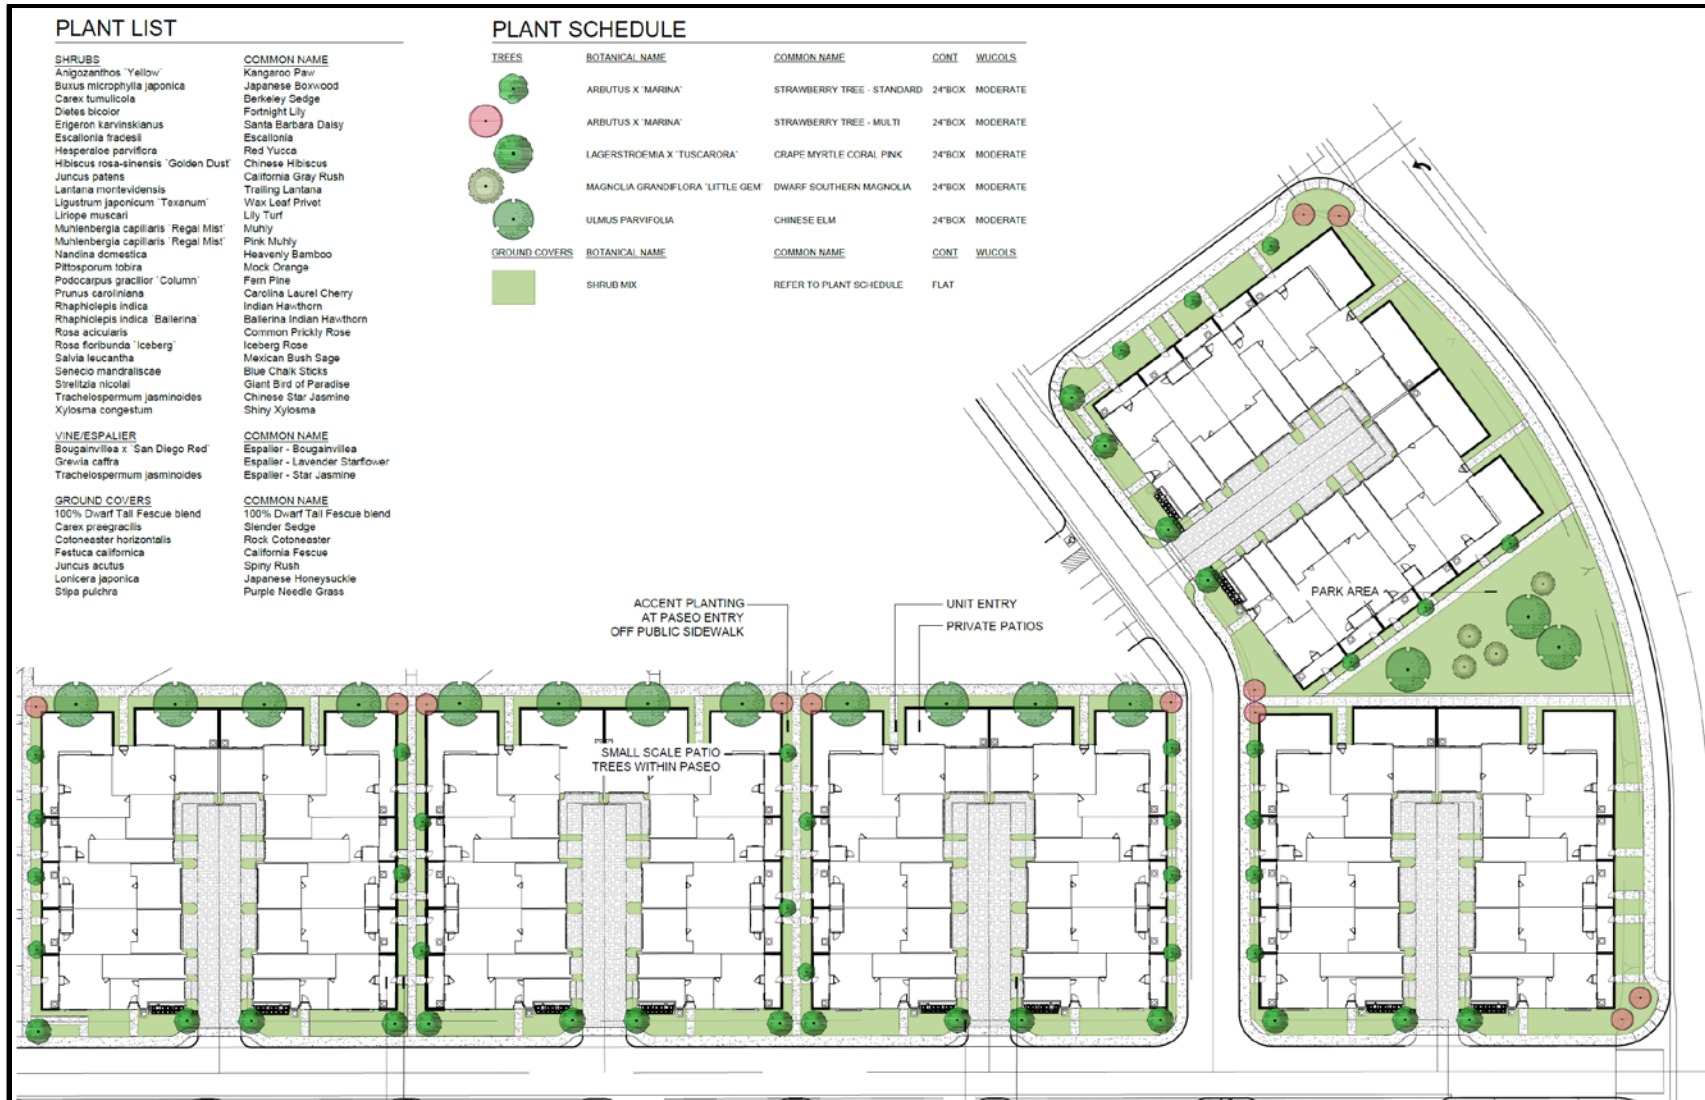 PLANT LIST
SHRUBS COMMON NAME
Anigozanthos `Yellow` Kangaroo Paw
Buxus microphylla japonica Japanese Boxwood
Carex tumulicola Berkeley Sedge
Dietes bicolor Fortnight Lily
Erigeron karvinskianus Santa Barbara Daisy
Escallonia fradesii Escallonia
Hesperaloe parviflora Red Yucca
Hibiscus rosa-sinensis `Golden Dust` Chinese Hibiscus
Juncus patens California Gray Rush
Lantana montevidensis Trailing Lantana
Ligustrum japonicum `Texanum` Wax Leaf Privet
Liriope muscari Lily Turf
Muhlenbergia capillaris `Regal Mist` Muhly
Muhlenbergia capillaris `Regal Mist` Pink Muhly
Nandina domestica Heavenly Bamboo
Pittosporum tobira Mock Orange
Podocarpus gracilior `Column` Fern Pine
Prunus caroliniana Carolina Laurel Cherry
Rhaphiolepis indica Indian Hawthorn
Rhaphiolepis indica `Ballerina` Ballerina Indian Hawthorn
Rosa acicularis Common Prickly Rose
Rosa floribunda `Iceberg` Iceberg Rose
Salvia leucantha Mexican Bush Sage
Senecio mandraliscae Blue Chalk Sticks
Strelitzia nicolai Giant Bird of Paradise
Trachelospermum jasminoides Chinese Star Jasmine
Xylosma congestum Shiny Xylosma
VINE/ESPALIER COMMON NAME
Bougainvillea x `San Diego Red` Espalier - Bougainvillea
Grewia caffra Espalier - Lavender Starflower
Trachelospermum jasminoides Espalier - Star Jasmine
GROUND COVERS COMMON NAME
100% Dwarf Tall Fescue blend 100% Dwarf Tall Fescue blend
Carex praegracilis Slender Sedge
Cotoneaster horizontalis Rock Cotoneaster
Festuca californica California Fescue
Juncus acutus Spiny Rush
Lonicera japonica Japanese Honeysuckle
Stipa pulchra Purple Needle Grass
PLANT SCHEDULE
TREES BOTANICAL NAME COMMON NAME CONT WUCOLS
ARBUTUS X `MARINA` STRAWBERRY TREE - STANDARD 24"BOX MODERATE
ARBUTUS X `MARINA` STRAWBERRY TREE - MULTI 24"BOX MODERATE
LAGERSTROEMIA X `TUSCARORA` CRAPE MYRTLE CORAL PINK 24"BOX MODERATE
MAGNOLIA GRANDIFLORA `LITTLE GEM` DWARF SOUTHERN MAGNOLIA 24"BOX MODERATE
ULMUS PARVIFOLIA CHINESE ELM 24"BOX MODERATE
GROUND COVERS BOTANICAL NAME COMMON NAME CONT WUCOLS
SHRUB MIX REFER TO PLANT SCHEDULE FLAT
PARK AREA
ACCENT PLANTING
AT PASEO ENTRY
OFF PUBLIC SIDEWALK
UNIT ENTRY
PRIVATE PATIOS
SMALL SCALE PATIO
TREES WITHIN PASEO